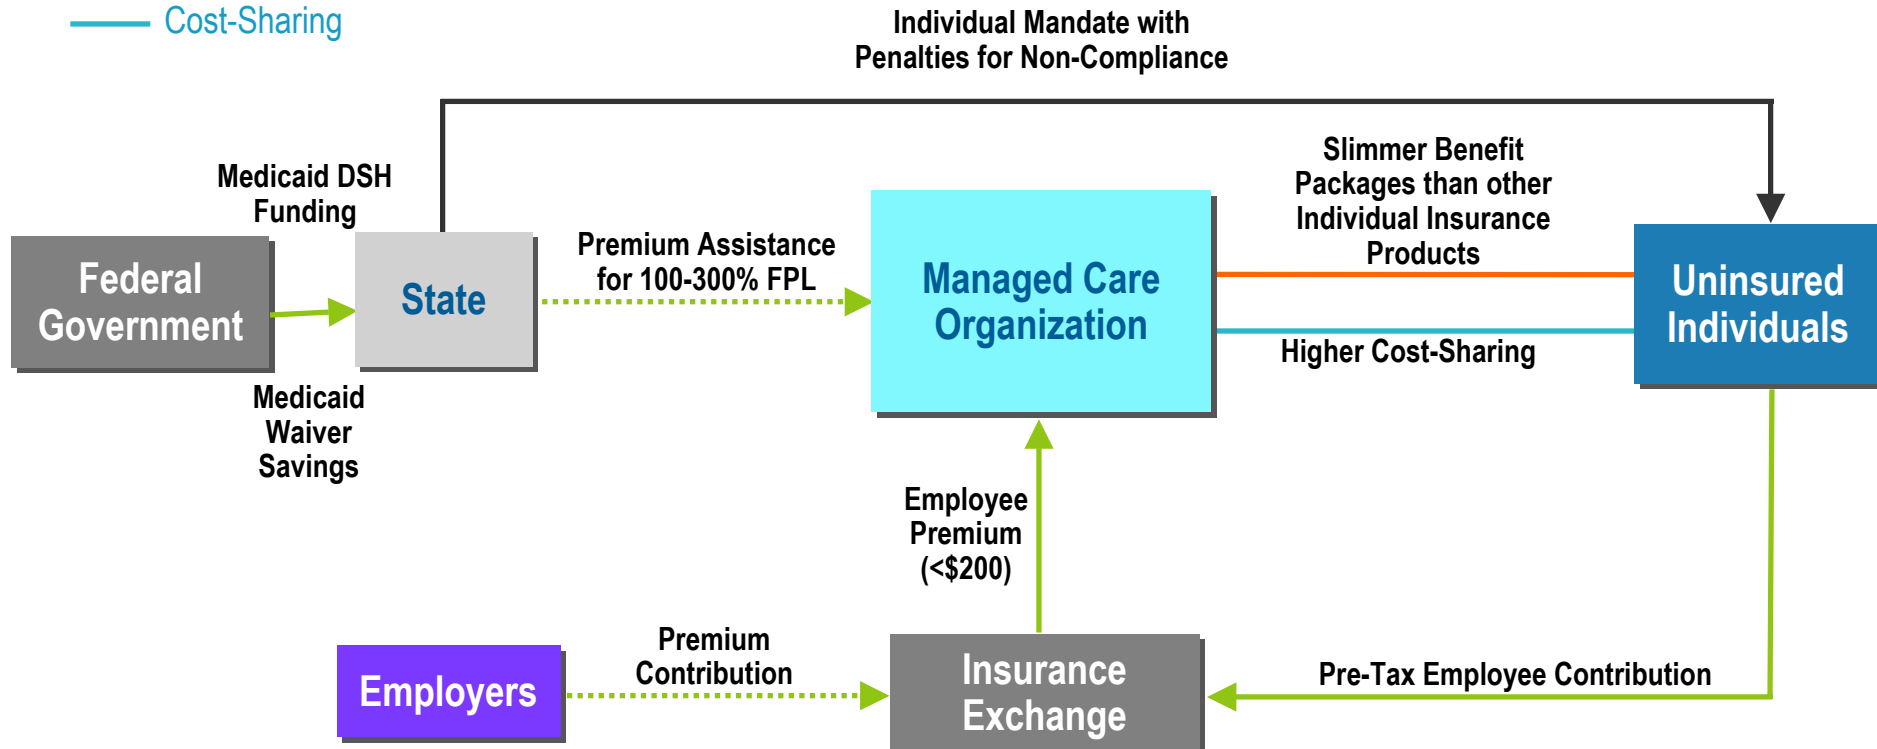 Cost-Sharing
Individual Mandate with
Penalties for Non-Compliance
Medicaid DSH
Funding
Federal
Government
State
Medicaid
Waiver
Savings
Premium Assistance
for 100-300% FPL
Managed Care
Organization
Slimmer Benefit
Packages than other
Individual Insurance
Products
Higher Cost-Sharing
Uninsured
Individuals
Employee
Premium
(<$200)
Employers
Premium
Contribution
Insurance
Exchange
Pre-Tax Employee Contribution